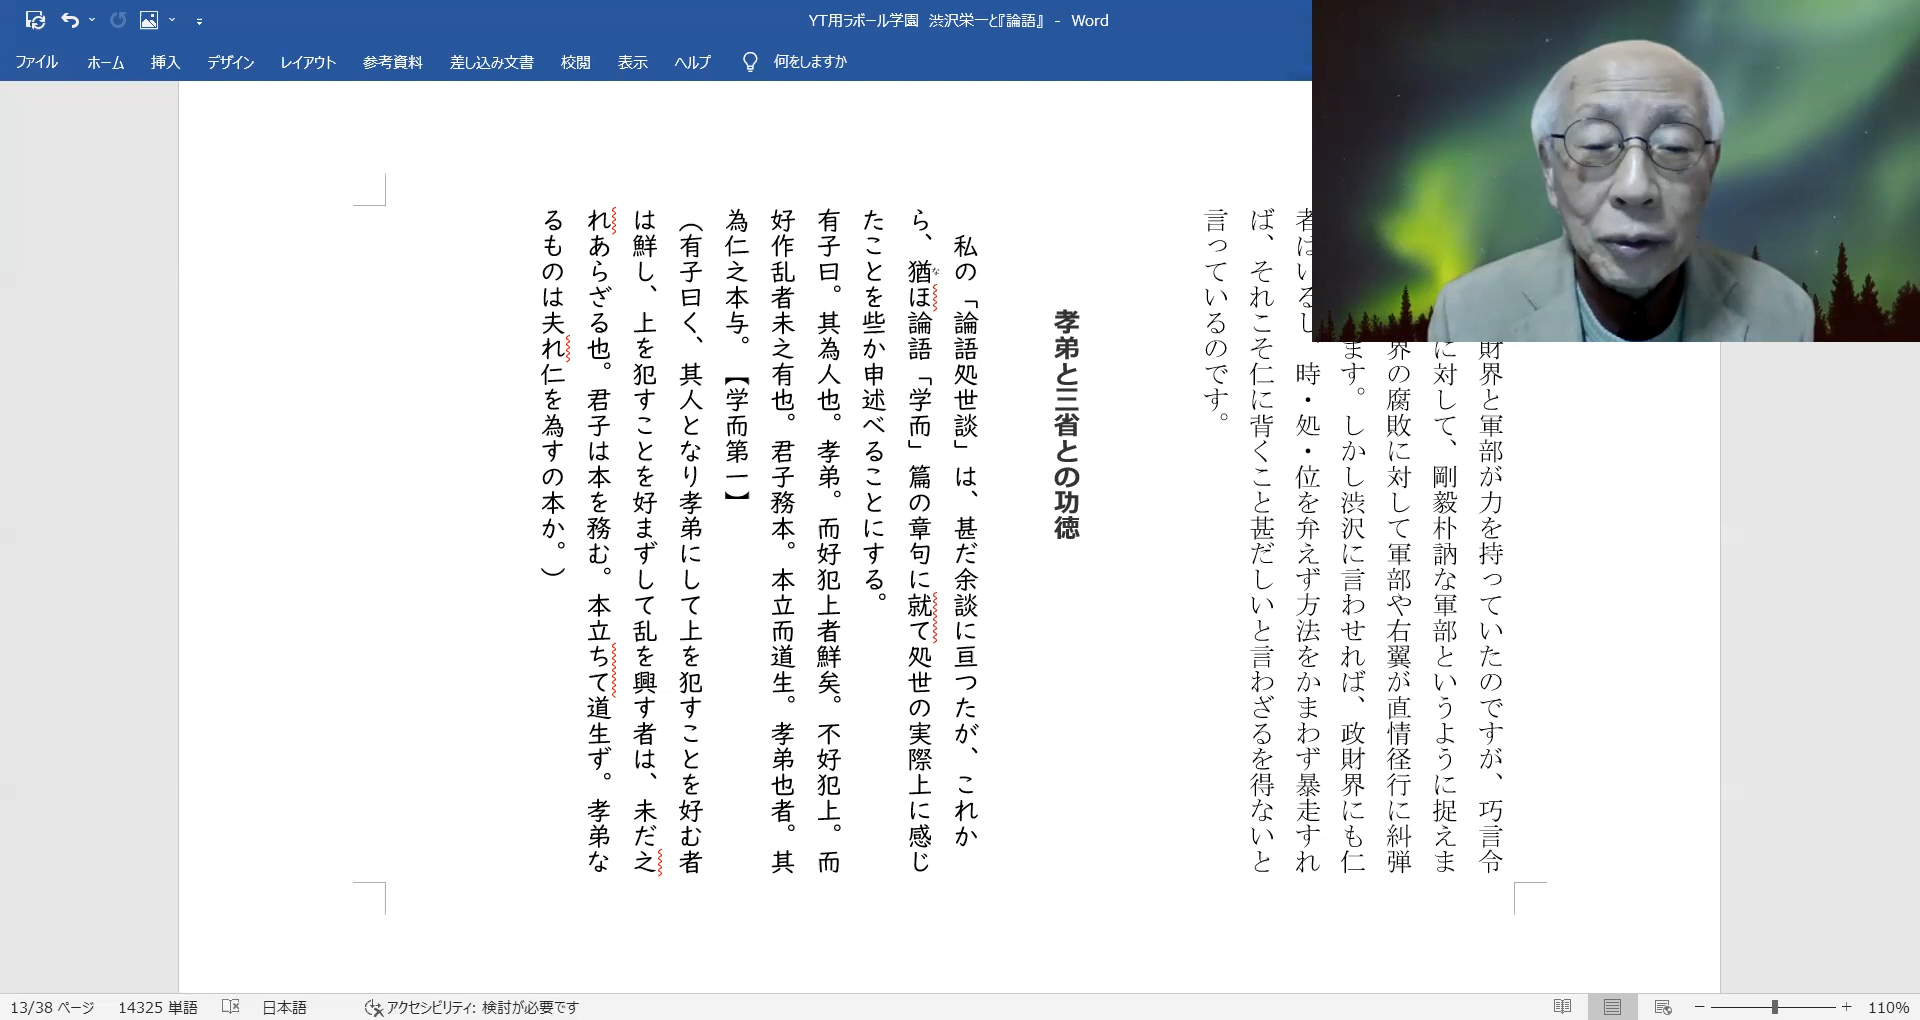 YT用ラボール学園 渋沢栄一と『論語』 - Word
ファイル ホーム 挿入 デザイン レイアウト 参考資料 差し込み文書 校閲 表示 ヘルプ 何をしますか
財界と軍部が力を持っていたのですが、巧言令
に対して、剛毅朴訥な軍部というように捉えま
界の腐敗に対して軍部や右翼が直情径行に糾弾
ます。しかし渋沢に言わせれば、政財界にも仁
者はいるし 時・処・位を弁えず方法をかまわず暴走すれ
ば、それこそ仁に背くこと甚だしいと言わざるを得ないと
言っているのです。
孝弟と三省との功徳
私の「論語処世談」は、甚だ余談に亘つたが、これか
ら、猶ほ論語「学而」篇の章句に就て処世の実際上に感じ
な
たことを些か申述べることにする。
有子曰。其為人也。孝弟。而好犯上者鮮矣。不好犯上。而
好作乱者未之有也。君子務本。本立而道生。孝弟也者。其
為仁之本与。【学而第一】
(有子曰く、其人となり孝弟にして上を犯すことを好む者
は鮮し、上を犯すことを好まずして乱を興す者は、未だ之
れあらざる也。君子は本を務む。本立ちて道生ず。孝弟な
るものは夫れ仁を為すの本か。)
13/38 ページ 14325 単語 日本語 アクセシビリティ: 検討が必要です 110%